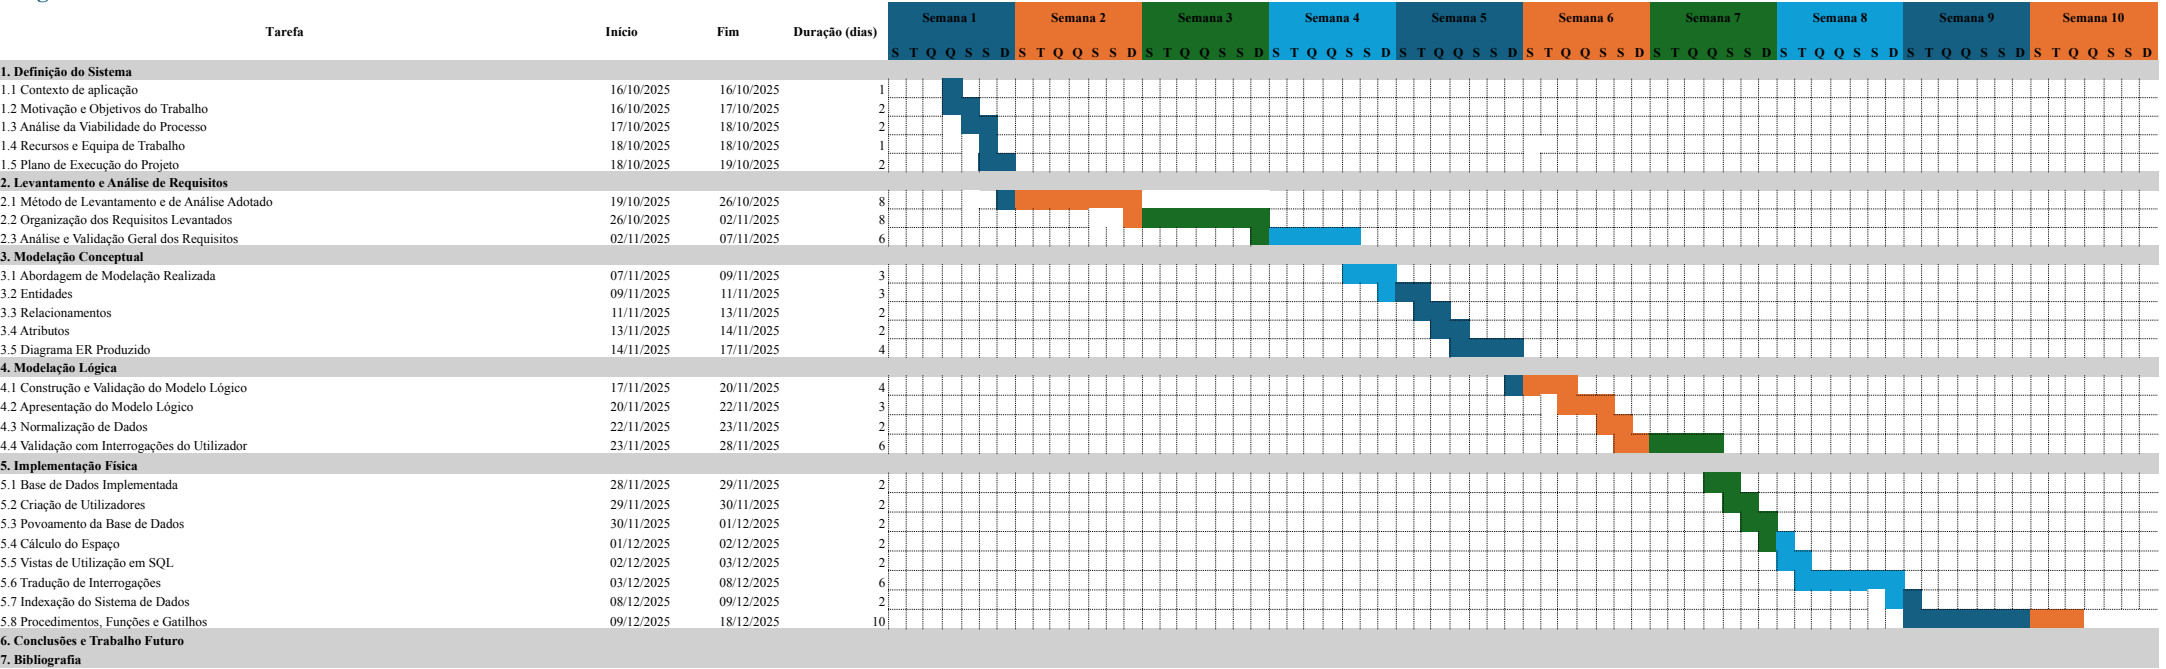 Semana 1 Semana 2 Semana 3 Semana 4 Semana 5 Semana 6 Semana 7 Semana 8 Semana 9 Semana 10
Tarefa Início Fim Duração (dias)
S T Q Q S S D S T Q Q S S D S T Q Q S S D S T Q Q S S D S T Q Q S S D S T Q Q S S D S T Q Q S S D S T Q Q S S D S T Q Q S S D S T Q Q S S D
1. Definição do Sistema
1.1 Contexto de aplicação 16/10/2025 16/10/2025 1
1.2 Motivação e Objetivos do Trabalho 16/10/2025 17/10/2025 2
1.3 Análise da Viabilidade do Processo 17/10/2025 18/10/2025 2
1.4 Recursos e Equipa de Trabalho 18/10/2025 18/10/2025 1
1.5 Plano de Execução do Projeto 18/10/2025 19/10/2025 2
2. Levantamento e Análise de Requisitos
2.1 Método de Levantamento e de Análise Adotado 19/10/2025 26/10/2025 8
2.2 Organização dos Requisitos Levantados 26/10/2025 02/11/2025 8
2.3 Análise e Validação Geral dos Requisitos 02/11/2025 07/11/2025 6
3. Modelação Conceptual
3.1 Abordagem de Modelação Realizada 07/11/2025 09/11/2025 3
3.2 Entidades 09/11/2025 11/11/2025 3
3.3 Relacionamentos 11/11/2025 13/11/2025 2
3.4 Atributos 13/11/2025 14/11/2025 2
3.5 Diagrama ER Produzido 14/11/2025 17/11/2025 4
4. Modelação Lógica
4.1 Construção e Validação do Modelo Lógico 17/11/2025 20/11/2025 4
4.2 Apresentação do Modelo Lógico 20/11/2025 22/11/2025 3
4.3 Normalização de Dados 22/11/2025 23/11/2025 2
4.4 Validação com Interrogações do Utilizador 23/11/2025 28/11/2025 6
5. Implementação Física
5.1 Base de Dados Implementada 28/11/2025 29/11/2025 2
5.2 Criação de Utilizadores 29/11/2025 30/11/2025 2
5.3 Povoamento da Base de Dados 30/11/2025 01/12/2025 2
5.4 Cálculo do Espaço 01/12/2025 02/12/2025 2
5.5 Vistas de Utilização em SQL 02/12/2025 03/12/2025 2
5.6 Tradução de Interrogações 03/12/2025 08/12/2025 6
5.7 Indexação do Sistema de Dados 08/12/2025 09/12/2025 2
5.8 Procedimentos, Funções e Gatilhos 09/12/2025 18/12/2025 10
6. Conclusões e Trabalho Futuro
7. Bibliografia